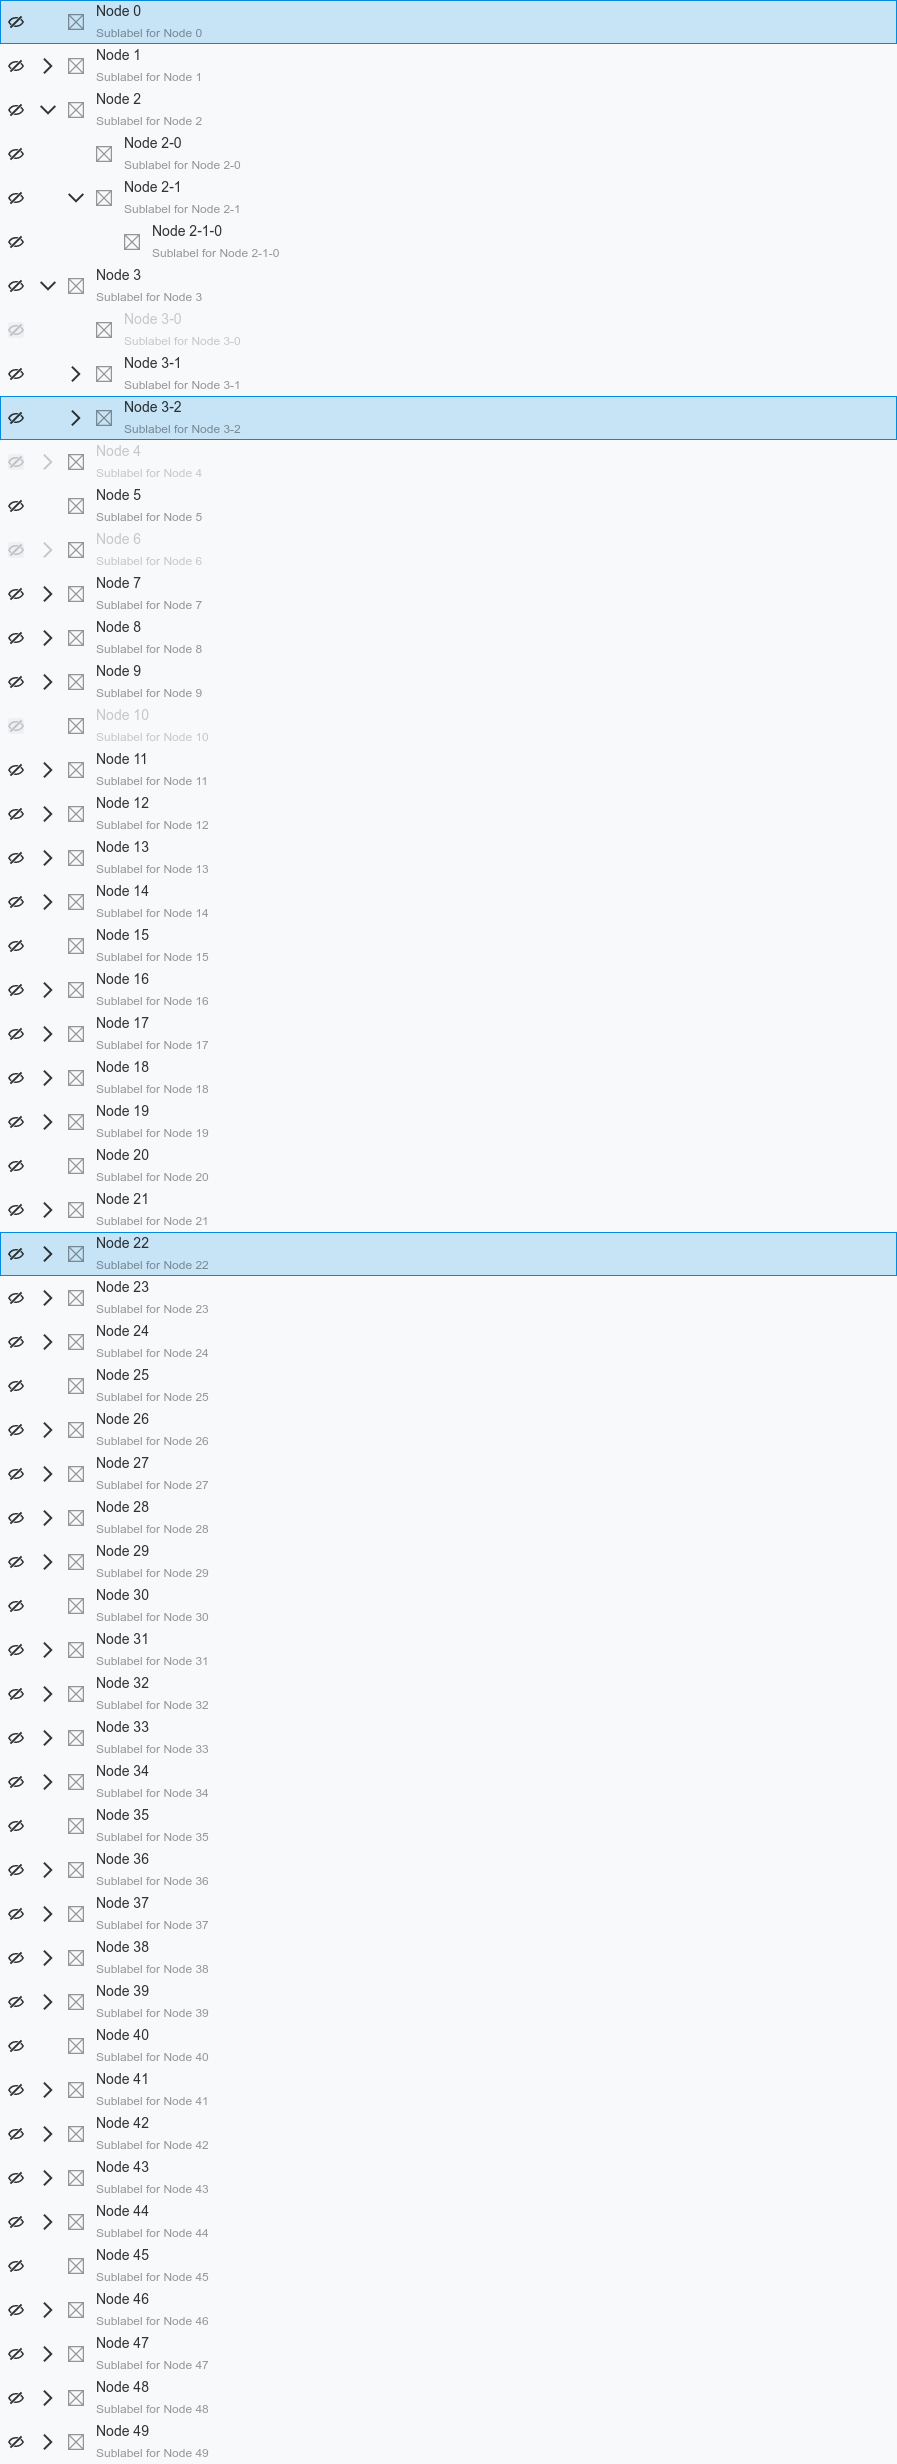 Node 0
Sublabel for Node 0
Node 1
Sublabel for Node 1
Node 2
Sublabel for Node 2
Node 2-0
Sublabel for Node 2-0
Node 2-1
Sublabel for Node 2-1
Node 2-1-0
Sublabel for Node 2-1-0
Node 3
Sublabel for Node 3
Node 3-0
Sublabel for Node 3-0
Node 3-1
Sublabel for Node 3-1
Node 3-2
Sublabel for Node 3-2
Node 4
Sublabel for Node 4
Node 5
Sublabel for Node 5
Node 6
Sublabel for Node 6
Node 7
Sublabel for Node 7
Node 8
Sublabel for Node 8
Node 9
Sublabel for Node 9
Node 10
Sublabel for Node 10
Node 11
Sublabel for Node 11
Node 12
Sublabel for Node 12
Node 13
Sublabel for Node 13
Node 14
Sublabel for Node 14
Node 15
Sublabel for Node 15
Node 16
Sublabel for Node 16
Node 17
Sublabel for Node 17
Node 18
Sublabel for Node 18
Node 19
Sublabel for Node 19
Node 20
Sublabel for Node 20
Node 21
Sublabel for Node 21
Node 22
Sublabel for Node 22
Node 23
Sublabel for Node 23
Node 24
Sublabel for Node 24
Node 25
Sublabel for Node 25
Node 26
Sublabel for Node 26
Node 27
Sublabel for Node 27
Node 28
Sublabel for Node 28
Node 29
Sublabel for Node 29
Node 30
Sublabel for Node 30
Node 31
Sublabel for Node 31
Node 32
Sublabel for Node 32
Node 33
Sublabel for Node 33
Node 34
Sublabel for Node 34
Node 35
Sublabel for Node 35
Node 36
Sublabel for Node 36
Node 37
Sublabel for Node 37
Node 38
Sublabel for Node 38
Node 39
Sublabel for Node 39
Node 40
Sublabel for Node 40
Node 41
Sublabel for Node 41
Node 42
Sublabel for Node 42
Node 43
Sublabel for Node 43
Node 44
Sublabel for Node 44
Node 45
Sublabel for Node 45
Node 46
Sublabel for Node 46
Node 47
Sublabel for Node 47
Node 48
Sublabel for Node 48
Node 49
Sublabel for Node 49